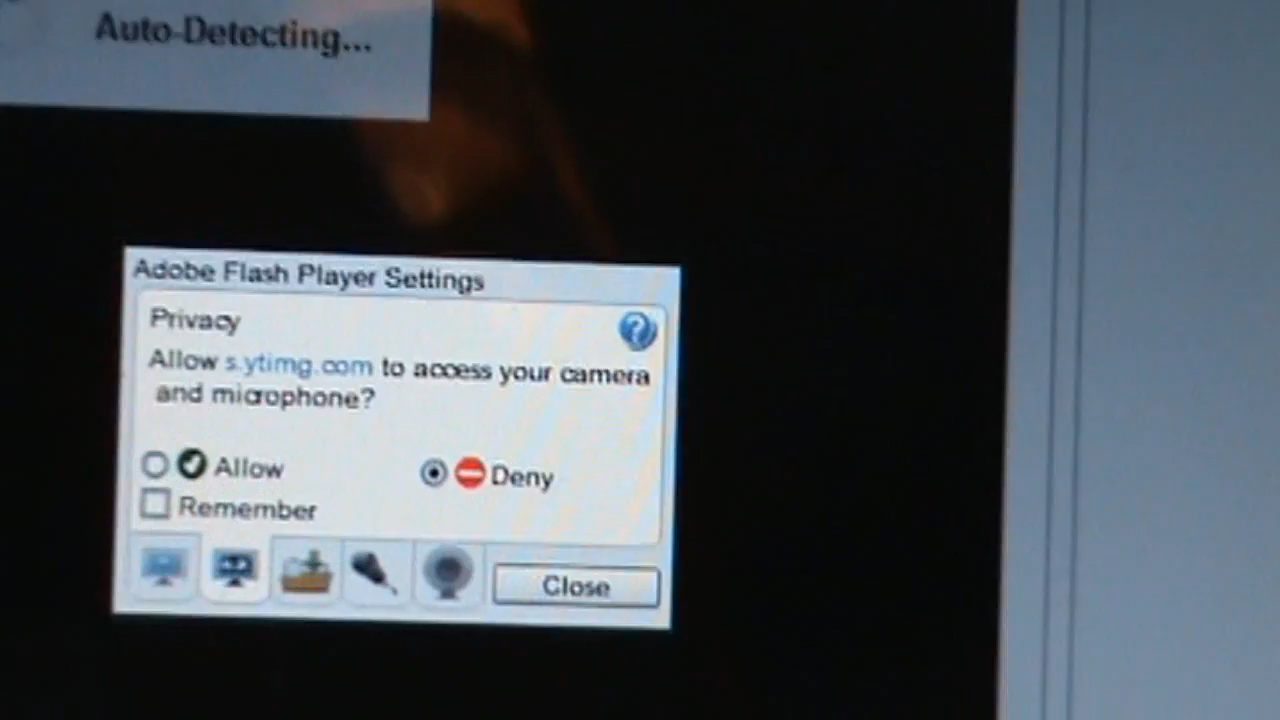 Auto-Detecting...
Adobe Flash Player Settings
Privacy
?
Allow s.ytimg.com to access your camera
and microphone?
Allow
Deny
Remember
Close